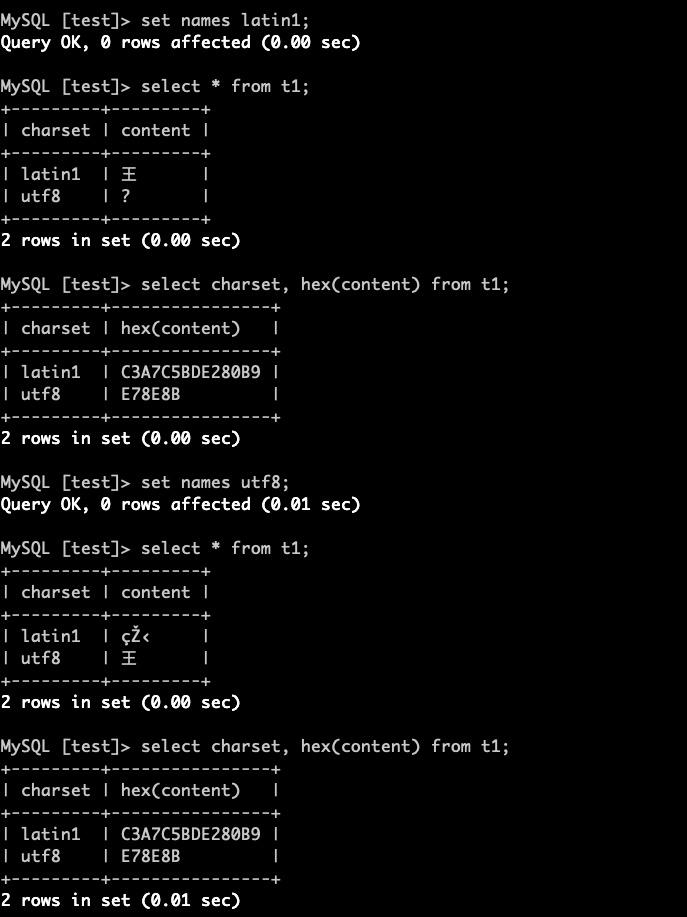 MySQL [test]> set names latin1;
Query OK, 0 rows affected (0.00 sec)
MySQL [test]> select * from t1;
+---------+---------+
| charset | content |
+---------+---------+
| latin1  | 王      |
| utf8    | ?       |
+---------+---------+
2 rows in set (0.00 sec)
MySQL [test]> select charset, hex(content) from t1;
+---------+----------------+
| charset | hex(content)   |
+---------+----------------+
| latin1  | C3A7C5BDE280B9 |
| utf8    | E78E8B         |
+---------+----------------+
2 rows in set (0.00 sec)
MySQL [test]> set names utf8;
Query OK, 0 rows affected (0.01 sec)
MySQL [test]> select * from t1;
+---------+---------+
| charset | content |
+---------+---------+
| latin1  | çŽ‹     |
| utf8    | 王      |
+---------+---------+
2 rows in set (0.00 sec)
MySQL [test]> select charset, hex(content) from t1;
+---------+----------------+
| charset | hex(content)   |
+---------+----------------+
| latin1  | C3A7C5BDE280B9 |
| utf8    | E78E8B         |
+---------+----------------+
2 rows in set (0.01 sec)